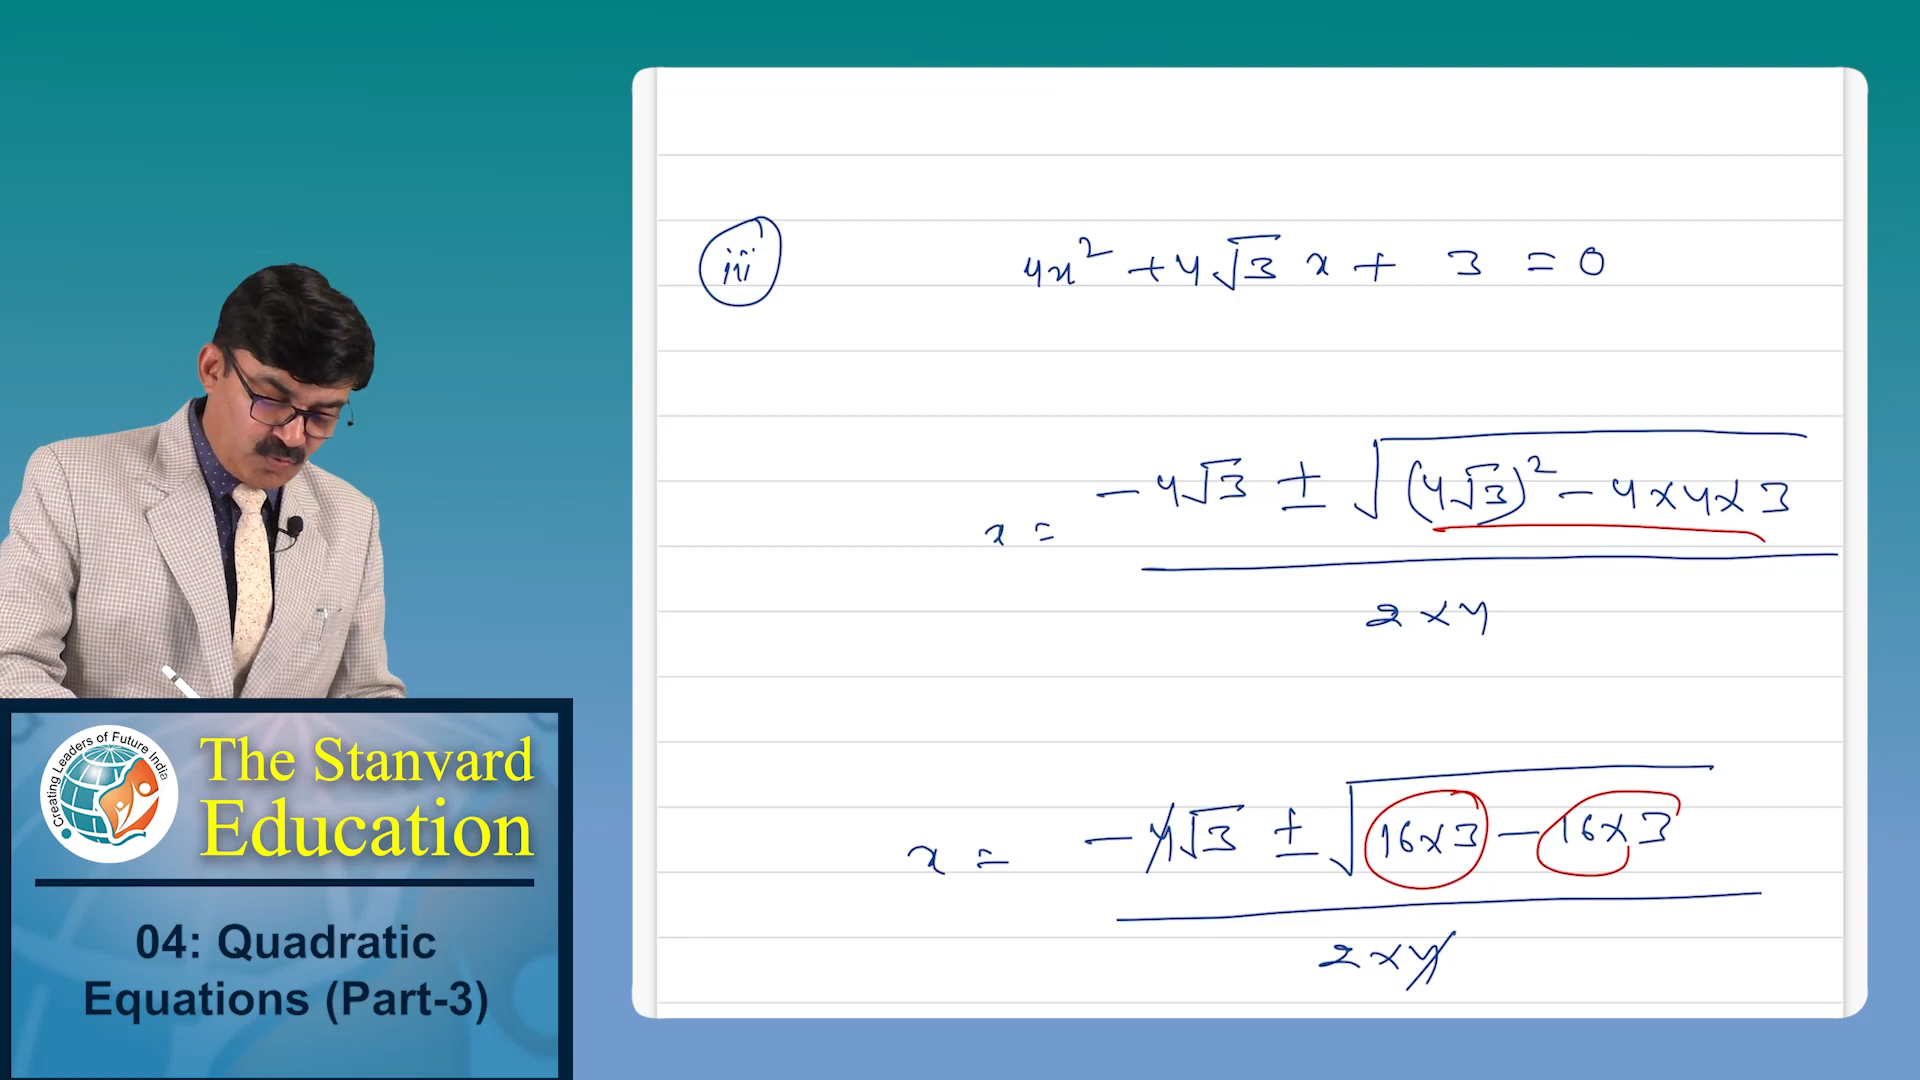 iii 4x² + 4√3 x + 3 = 0
x = (-4√3 ± √((4√3)² - 4×4×3)) / (2×4)
x = (-4√3 ± √(16×3 - 16×3)) / (2×4)
Creating Leaders of Future India
The Stanvard
Education
04: Quadratic
Equations (Part-3)